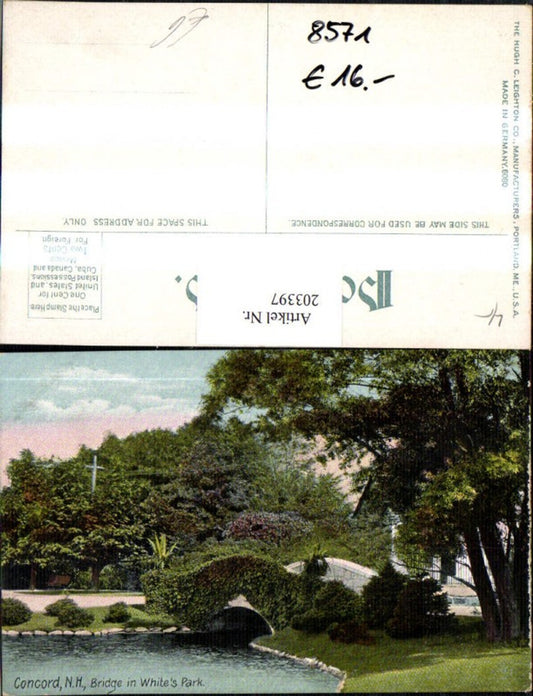 8571
€ 16.-
THE HUGH C. LEIGHTON CO., MANUFACTURERS, PORTLAND, ME. U.S.A.
MADE IN GERMANY. 6080
THIS SPACE FOR ADDRESS ONLY.
THIS SIDE MAY BE USED FOR CORRESPONDENCE.
Place the Stamp Here
One Cent for
United States, and
Island Possessions,
Cuba, Canada and
Mexico
Two Cents
For Foreign
Artikel Nr.
203397
Concord, N.H., Bridge in White's Park.